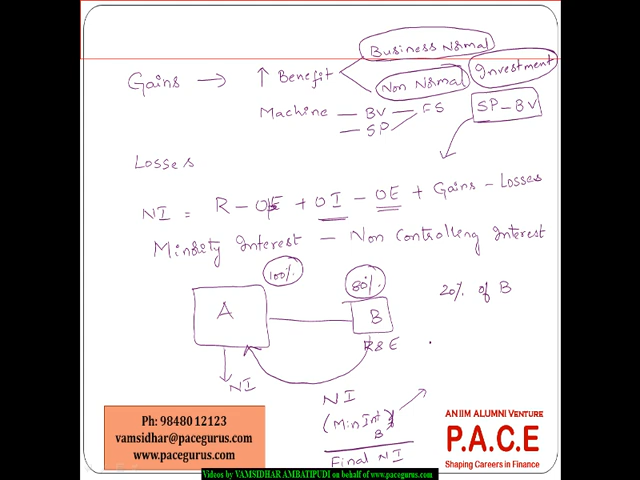 Business Normal
Gains → ↑ Benefit
Non Normal
Investment
Machine — BV — FS
— SP
SP - BV
Losses
NI = R - OE + OI - OE + Gains - Losses
Minority Interest - Non Controlling Interest
100%
80%
20% of B
A
B
R & E
NI
NI
(Min Int
B
Final NI
Ph: 98480 12123
vamsidhar@pacegurus.com
www.pacegurus.com
AN IIM ALUMNI VENTURE
P.A.C.E
Shaping Careers in Finance
Videos by VAMSIDHAR AMBATIPUDI on behalf of www.pacegurus.com